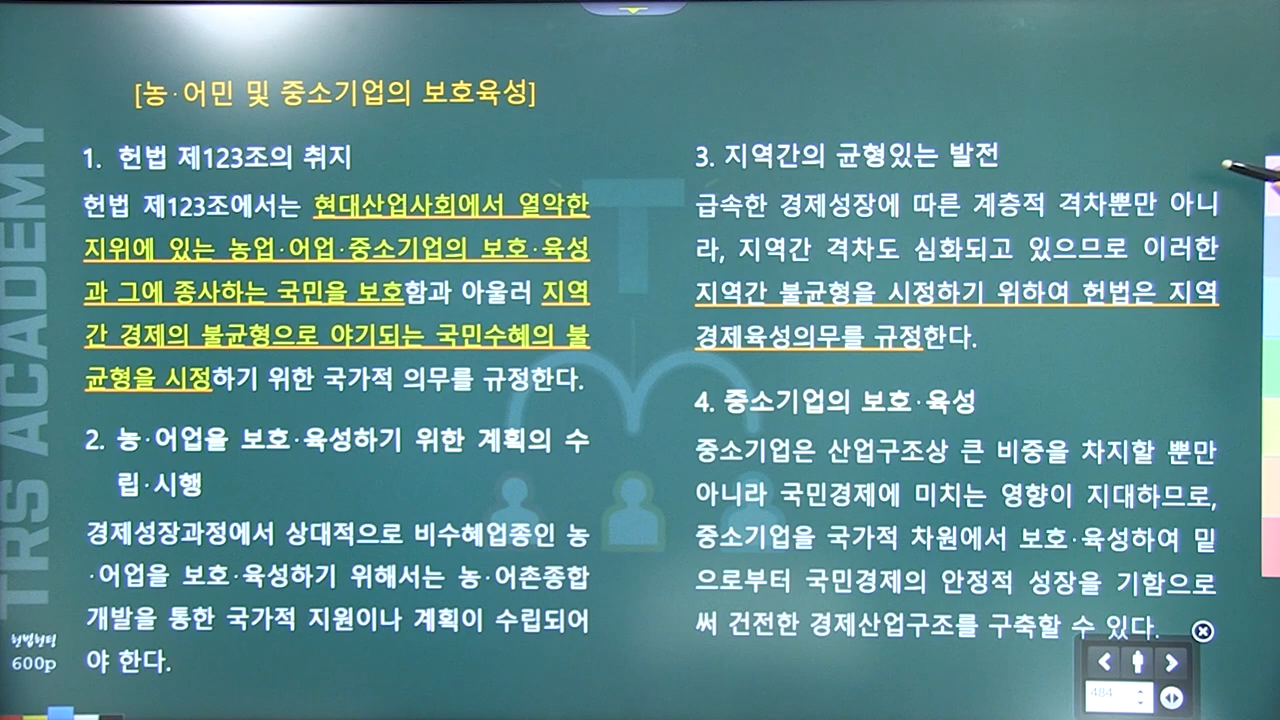 [농·어민 및 중소기업의 보호육성]
1. 헌법 제123조의 취지
헌법 제123조에서는 현대산업사회에서 열악한
지위에 있는 농업·어업·중소기업의 보호·육성
과 그에 종사하는 국민을 보호함과 아울러 지역
간 경제의 불균형으로 야기되는 국민수혜의 불
균형을 시정하기 위한 국가적 의무를 규정한다.
2. 농·어업을 보호·육성하기 위한 계획의 수
립·시행
경제성장과정에서 상대적으로 비수혜업종인 농
·어업을 보호·육성하기 위해서는 농·어촌종합
개발을 통한 국가적 지원이나 계획이 수립되어
야 한다.
3. 지역간의 균형있는 발전
급속한 경제성장에 따른 계층적 격차뿐만 아니
라, 지역간 격차도 심화되고 있으므로 이러한
지역간 불균형을 시정하기 위하여 헌법은 지역
경제육성의무를 규정한다.
4. 중소기업의 보호·육성
중소기업은 산업구조상 큰 비중을 차지할 뿐만
아니라 국민경제에 미치는 영향이 지대하므로,
중소기업을 국가적 차원에서 보호·육성하여 밑
으로부터 국민경제의 안정적 성장을 기함으로
써 건전한 경제산업구조를 구축할 수 있다.
TRS ACADEMY
600p
484